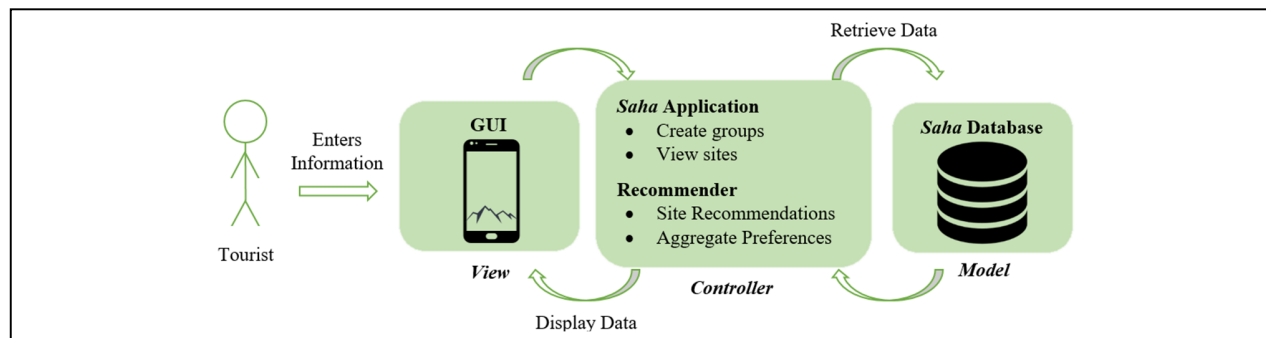 Retrieve Data
Enters
Information
Tourist
GUI
View
Saha Application
• Create groups
• View sites
Recommender
• Site Recommendations
• Aggregate Preferences
Controller
Saha Database
Model
Display Data